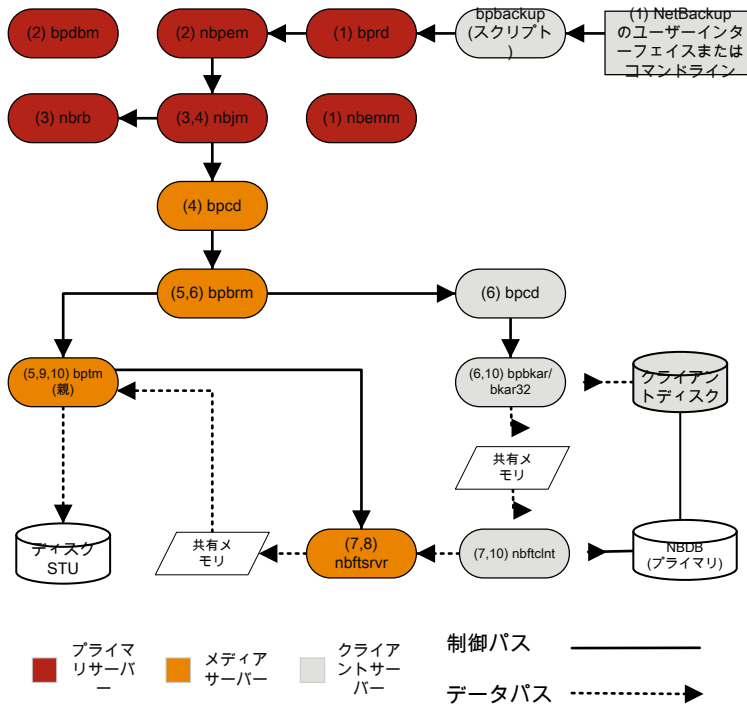 (2) bpdbm
(2) nbpem
(1) bprd
bpbackup
(スクリプト
)
(1) NetBackup
のユーザーインタ
ーフェイスまたは
コマンドライン
(3) nbrb
(3,4) nbjm
(1) nbemm
(4) bpcd
(5,6) bpbrm
(6) bpcd
(5,9,10) bptm
(親)
(6,10) bpbkar/
bkar32
クライアン
トディスク
共有メ
モリ
ディスク
STU
共有メ
モリ
(7,8)
nbftsrvr
(7,10) nbftclnt
NBDB
(プライマリ)
プライマ
リサーバ
ー
メディア
サーバー
クライア
ントサー
バー
制御パス
データパス